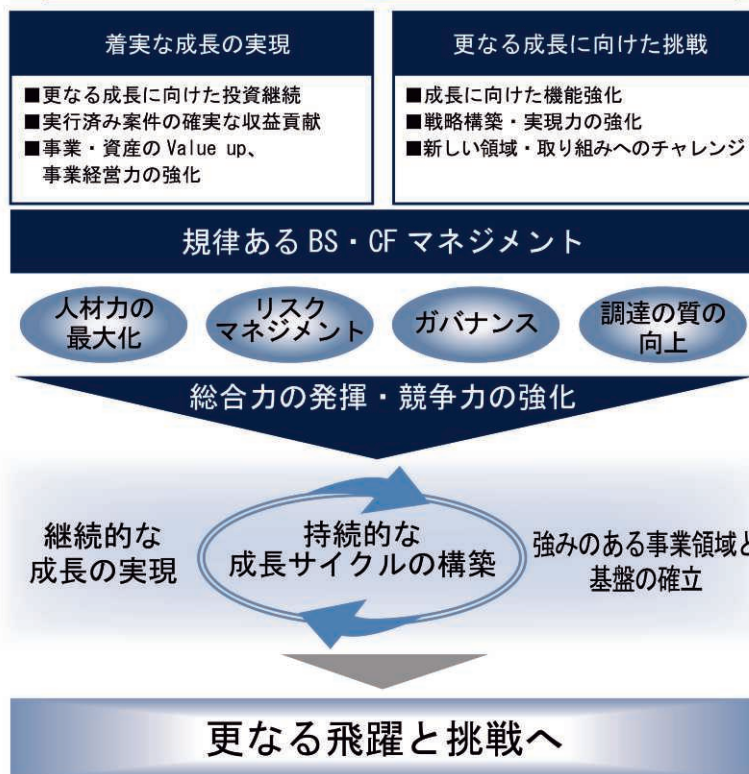 着実な成長の実現
■更なる成長に向けた投資継続
■実行済み案件の確実な収益貢献
■事業・資産の Value up、
事業経営力の強化
更なる成長に向けた挑戦
■成長に向けた機能強化
■戦略構築・実現力の強化
■新しい領域・取り組みへのチャレンジ
規律ある BS・CF マネジメント
人材力の
最大化
リスク
マネジメント
ガバナンス
調達の質の
向上
総合力の発揮・競争力の強化
継続的な
成長の実現
持続的な
成長サイクルの構築
強みのある事業領域と
基盤の確立
更なる飛躍と挑戦へ